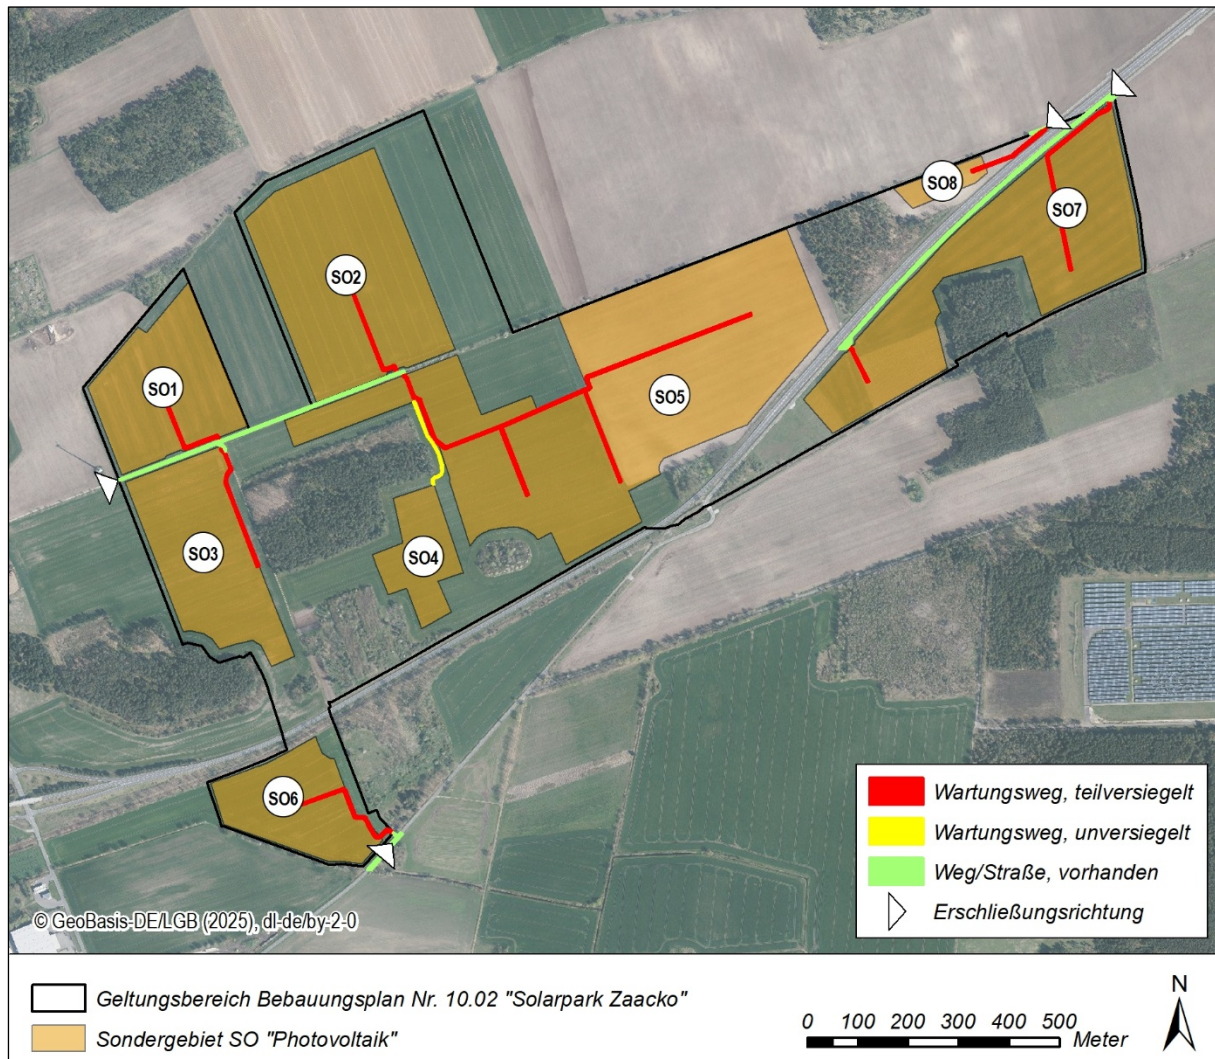 SO8
SO7
SO2
SO1
SO5
SO3
SO4
SO6
Wartungsweg, teilversiegelt
Wartungsweg, unversiegelt
Weg/Straße, vorhanden
Erschließungsrichtung
© GeoBasis-DE/LGB (2025), dl-de/by-2-0
Geltungsbereich Bebauungsplan Nr. 10.02 "Solarpark Zaacko"
Sondergebiet SO "Photovoltaik"
0 100 200 300 400 500
Meter
N